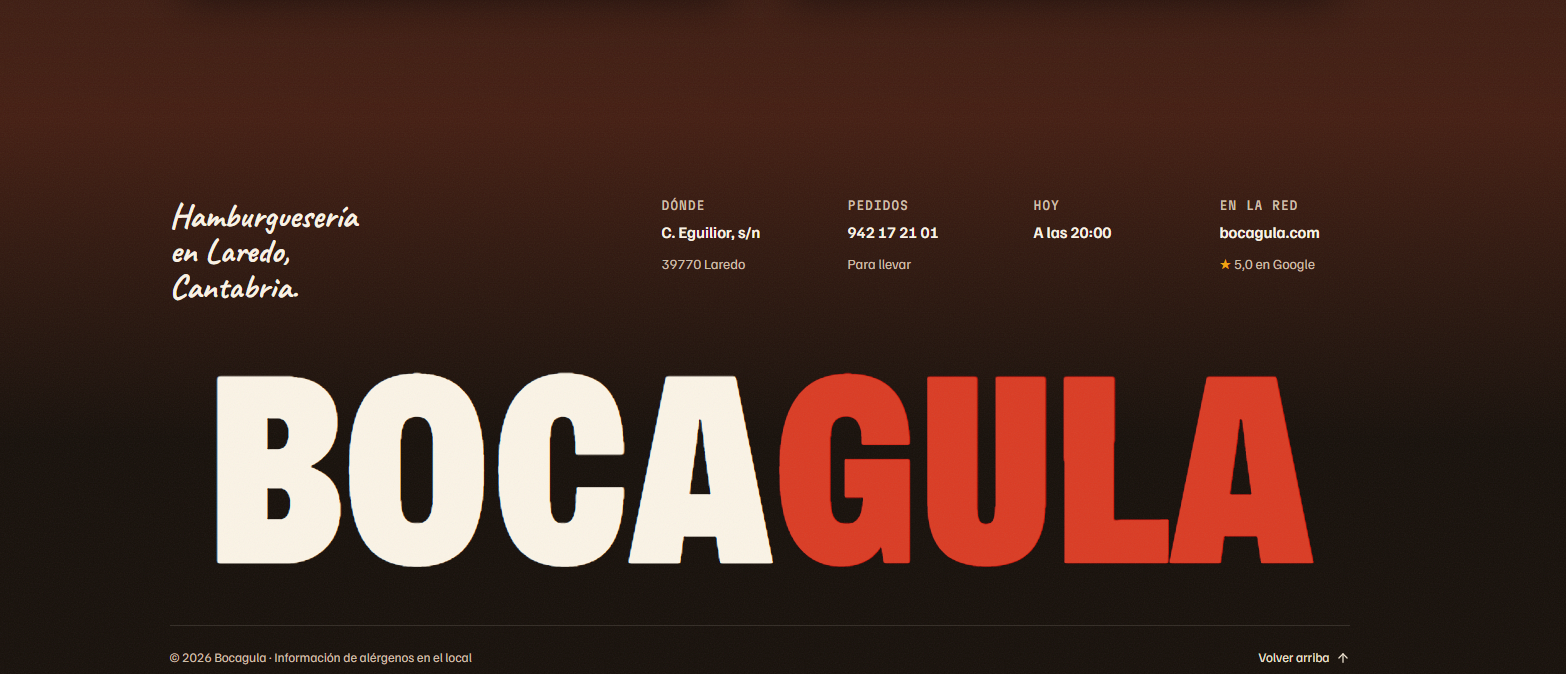 Hamburguesería
en Laredo,
Cantabria.
DÓNDE
C. Eguilior, s/n
39770 Laredo
PEDIDOS
942 17 21 01
Para llevar
HOY
A las 20:00
EN LA RED
bocagula.com
★ 5,0 en Google
BOCAGULA
© 2026 Bocagula · Información de alérgenos en el local
Volver arriba ↑